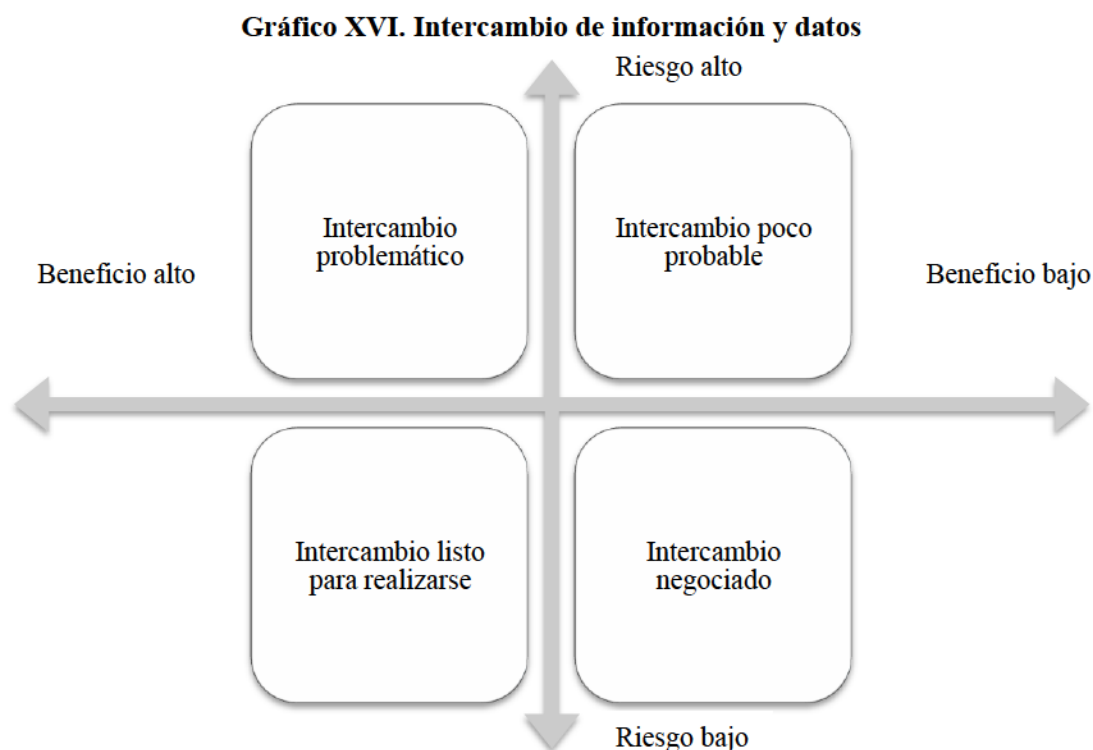 Gráfico XVI. Intercambio de información y datos
Riesgo alto
Intercambio
problemático
Intercambio poco
probable
Beneficio alto
Beneficio bajo
Intercambio listo
para realizarse
Intercambio
negociado
Riesgo bajo